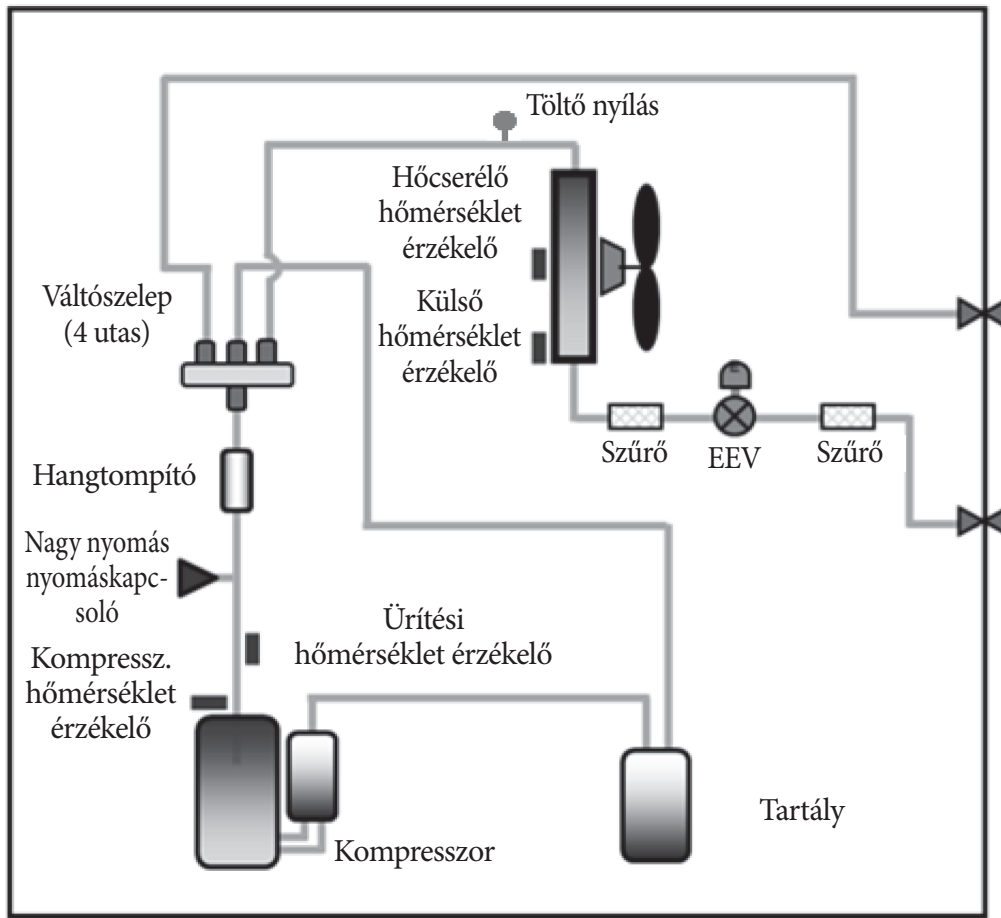 Töltő nyílás
Hőcserélő
hőmérséklet
érzékelő
Külső
hőmérséklet
érzékelő
Váltószelep
(4 utas)
E
Szűrő
EEV
Szűrő
Hangtompító
Nagy nyomás
nyomáskapc-
soló
Ürítési
hőmérséklet érzékelő
Kompressz.
hőmérséklet
érzékelő
Tartály
Kompresszor